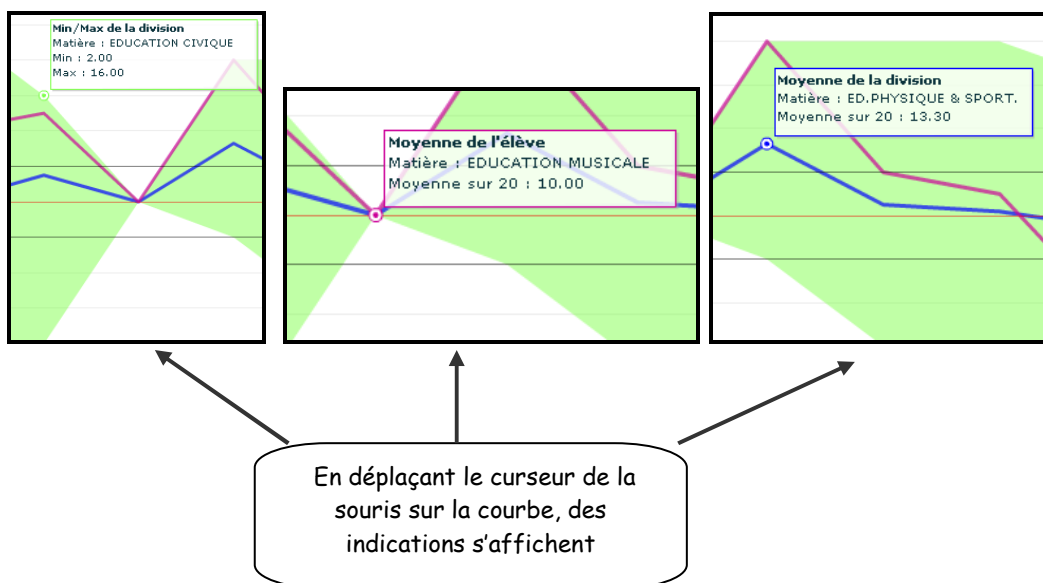 Min/Max de la division
Matière : EDUCATION CIVIQUE
Min : 2.00
Max : 16.00
Moyenne de l'élève
Matière : EDUCATION MUSICALE
Moyenne sur 20 : 10.00
Moyenne de la division
Matière : ED.PHYSIQUE & SPORT.
Moyenne sur 20 : 13.30
En déplaçant le curseur de la
souris sur la courbe, des
indications s’affichent